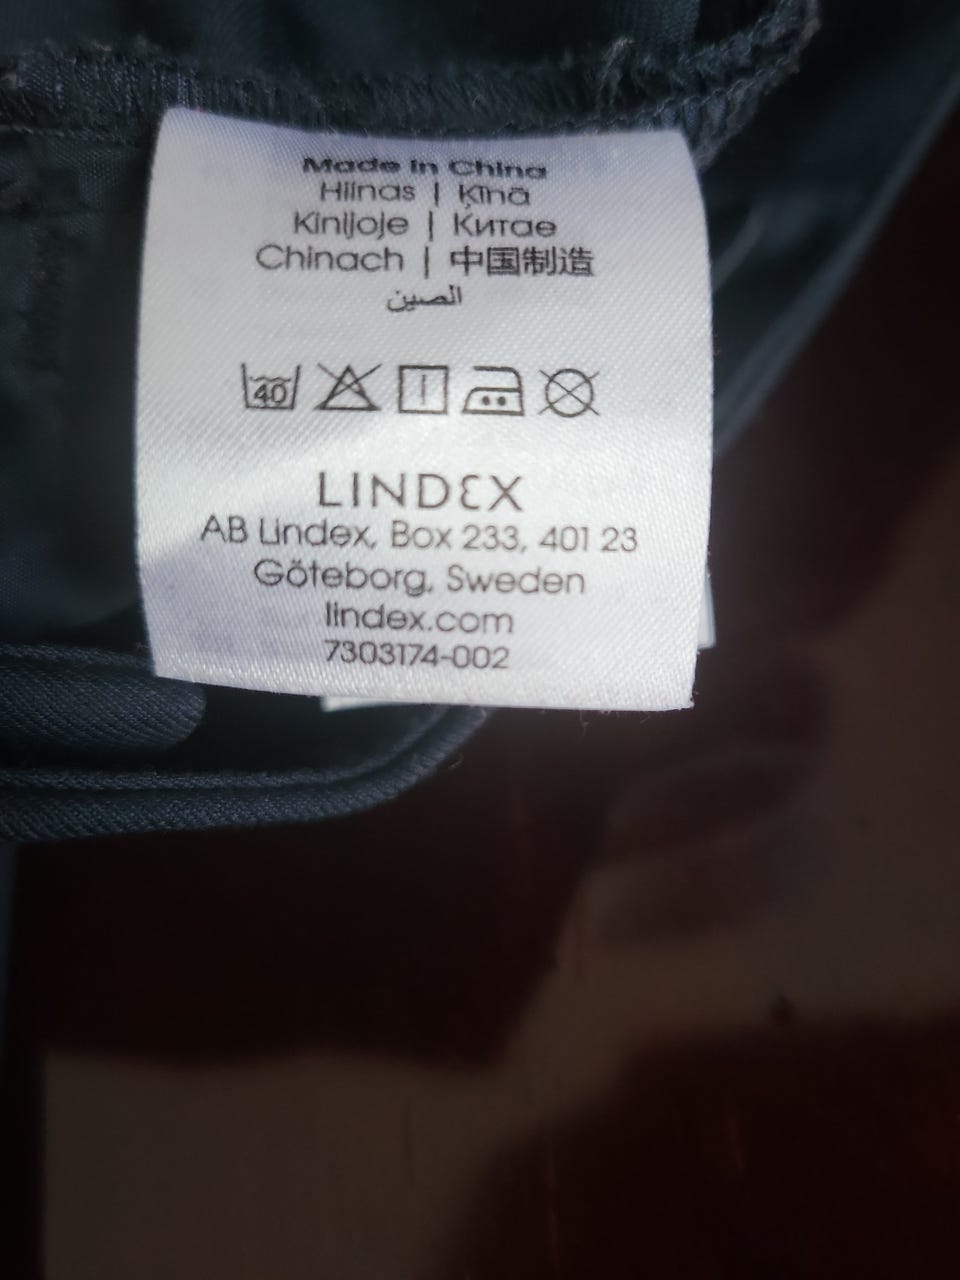 Made in China
Hiinas | Ķīnā
Kinijoje | Китае
Chinach | 中国制造
الصين
40
LINDEX
AB Lindex, Box 233, 401 23
Göteborg, Sweden
lindex.com
7303174-002